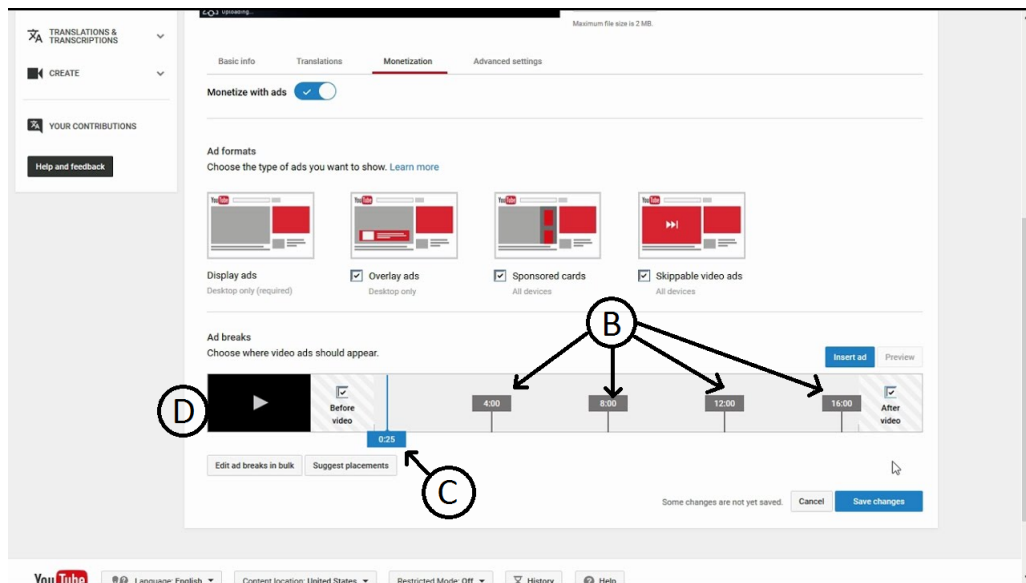 Uploading...
Maximum file size is 2 MB.
TRANSLATIONS &
TRANSCRIPTIONS
CREATE
YOUR CONTRIBUTIONS
Help and feedback
Basic info Translations Monetization Advanced settings
Monetize with ads
Ad formats
Choose the type of ads you want to show. Learn more
YouTube YouTube YouTube YouTube
Display ads Overlay ads Sponsored cards Skippable video ads
Desktop only (required) Desktop only All devices All devices
B
Ad breaks
Choose where video ads should appear.
Insert ad Preview
D
Before
video
4:00 8:00 12:00 16:00
After
video
0:25
Edit ad breaks in bulk Suggest placements
C
Some changes are not yet saved. Cancel Save changes
YouTube Language: English Content location: United States Restricted Mode: Off History Help